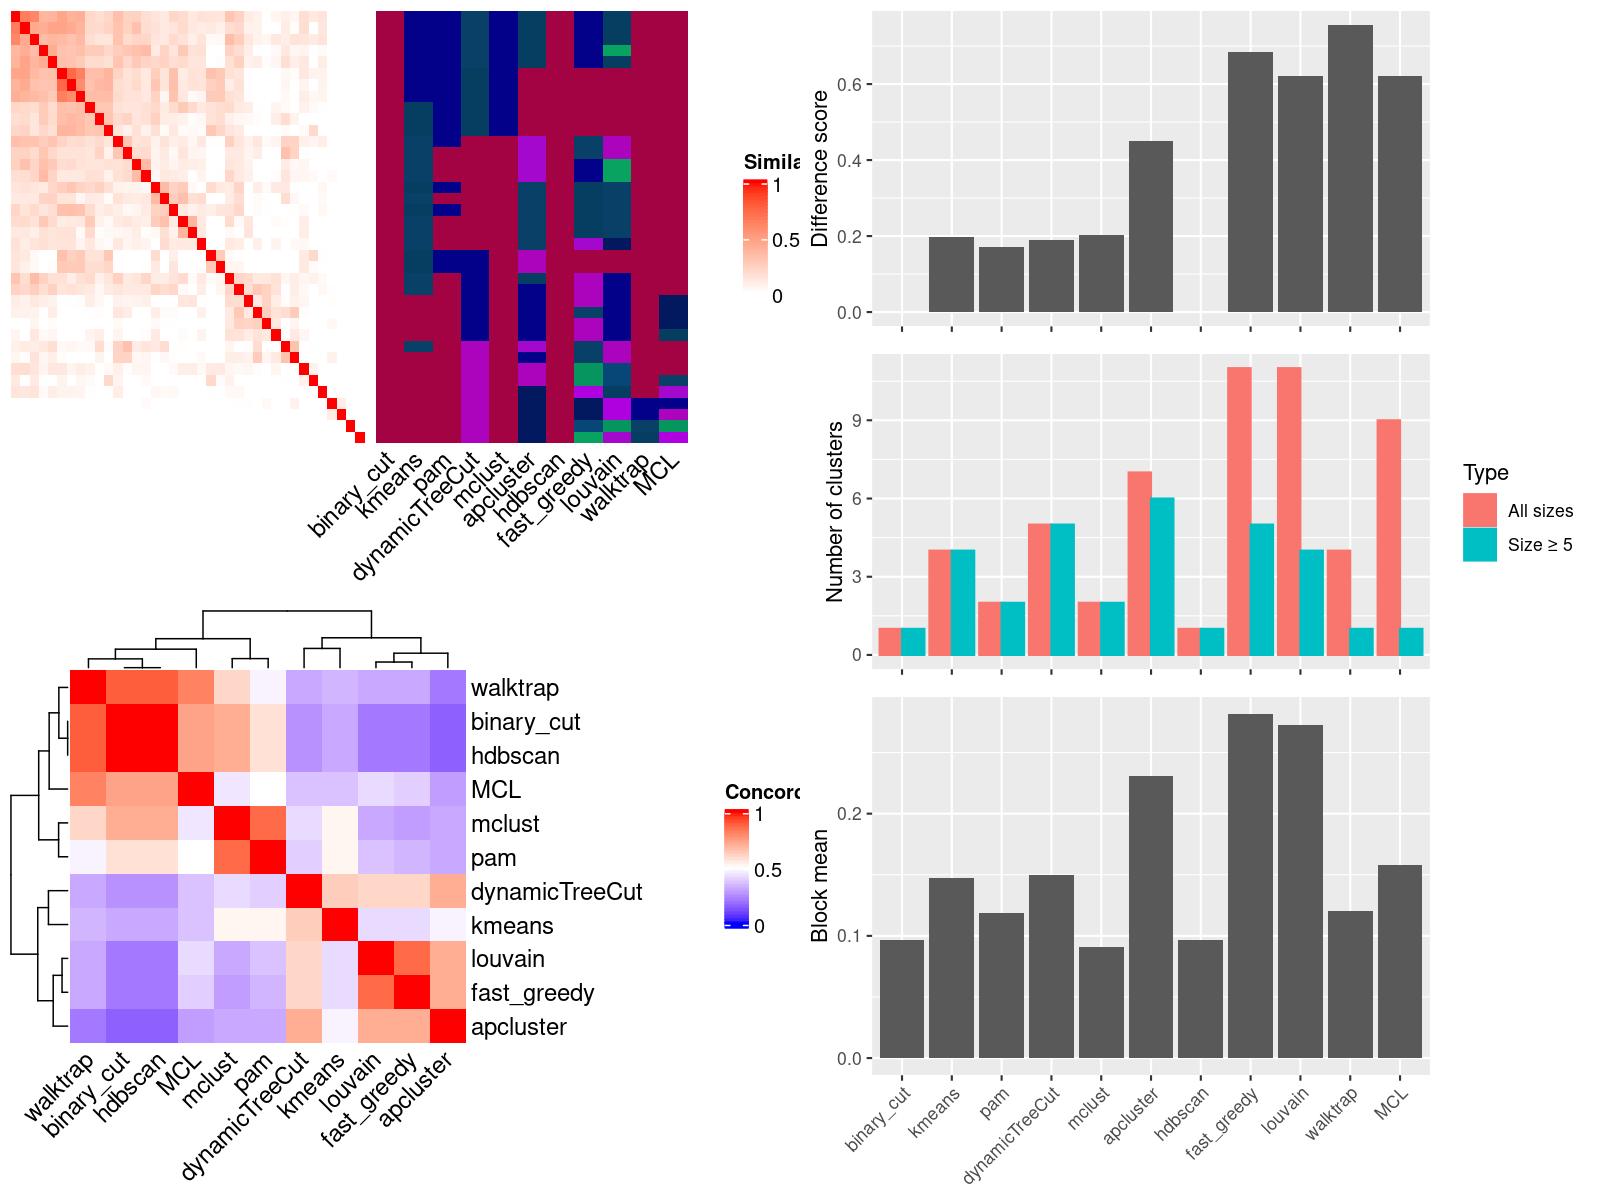 Simila
1
0.5
0
binary_cut
kmeans
pam
dynamicTreeCut
mclust
apcluster
hdbscan
fast_greedy
louvain
walktrap
MCL
walktrap
binary_cut
hdbscan
MCL
mclust
pam
dynamicTreeCut
kmeans
louvain
fast_greedy
apcluster
Concord
1
0.5
0
walktrap
binary_cut
hdbscan
MCL
mclust
pam
dynamicTreeCut
kmeans
louvain
fast_greedy
apcluster
Difference score
0.6
0.4
0.2
0.0
Number of clusters
9
6
3
0
Type
All sizes
Size ≥ 5
Block mean
0.2
0.1
0.0
binary_cut
kmeans
pam
dynamicTreeCut
mclust
apcluster
hdbscan
fast_greedy
louvain
walktrap
MCL